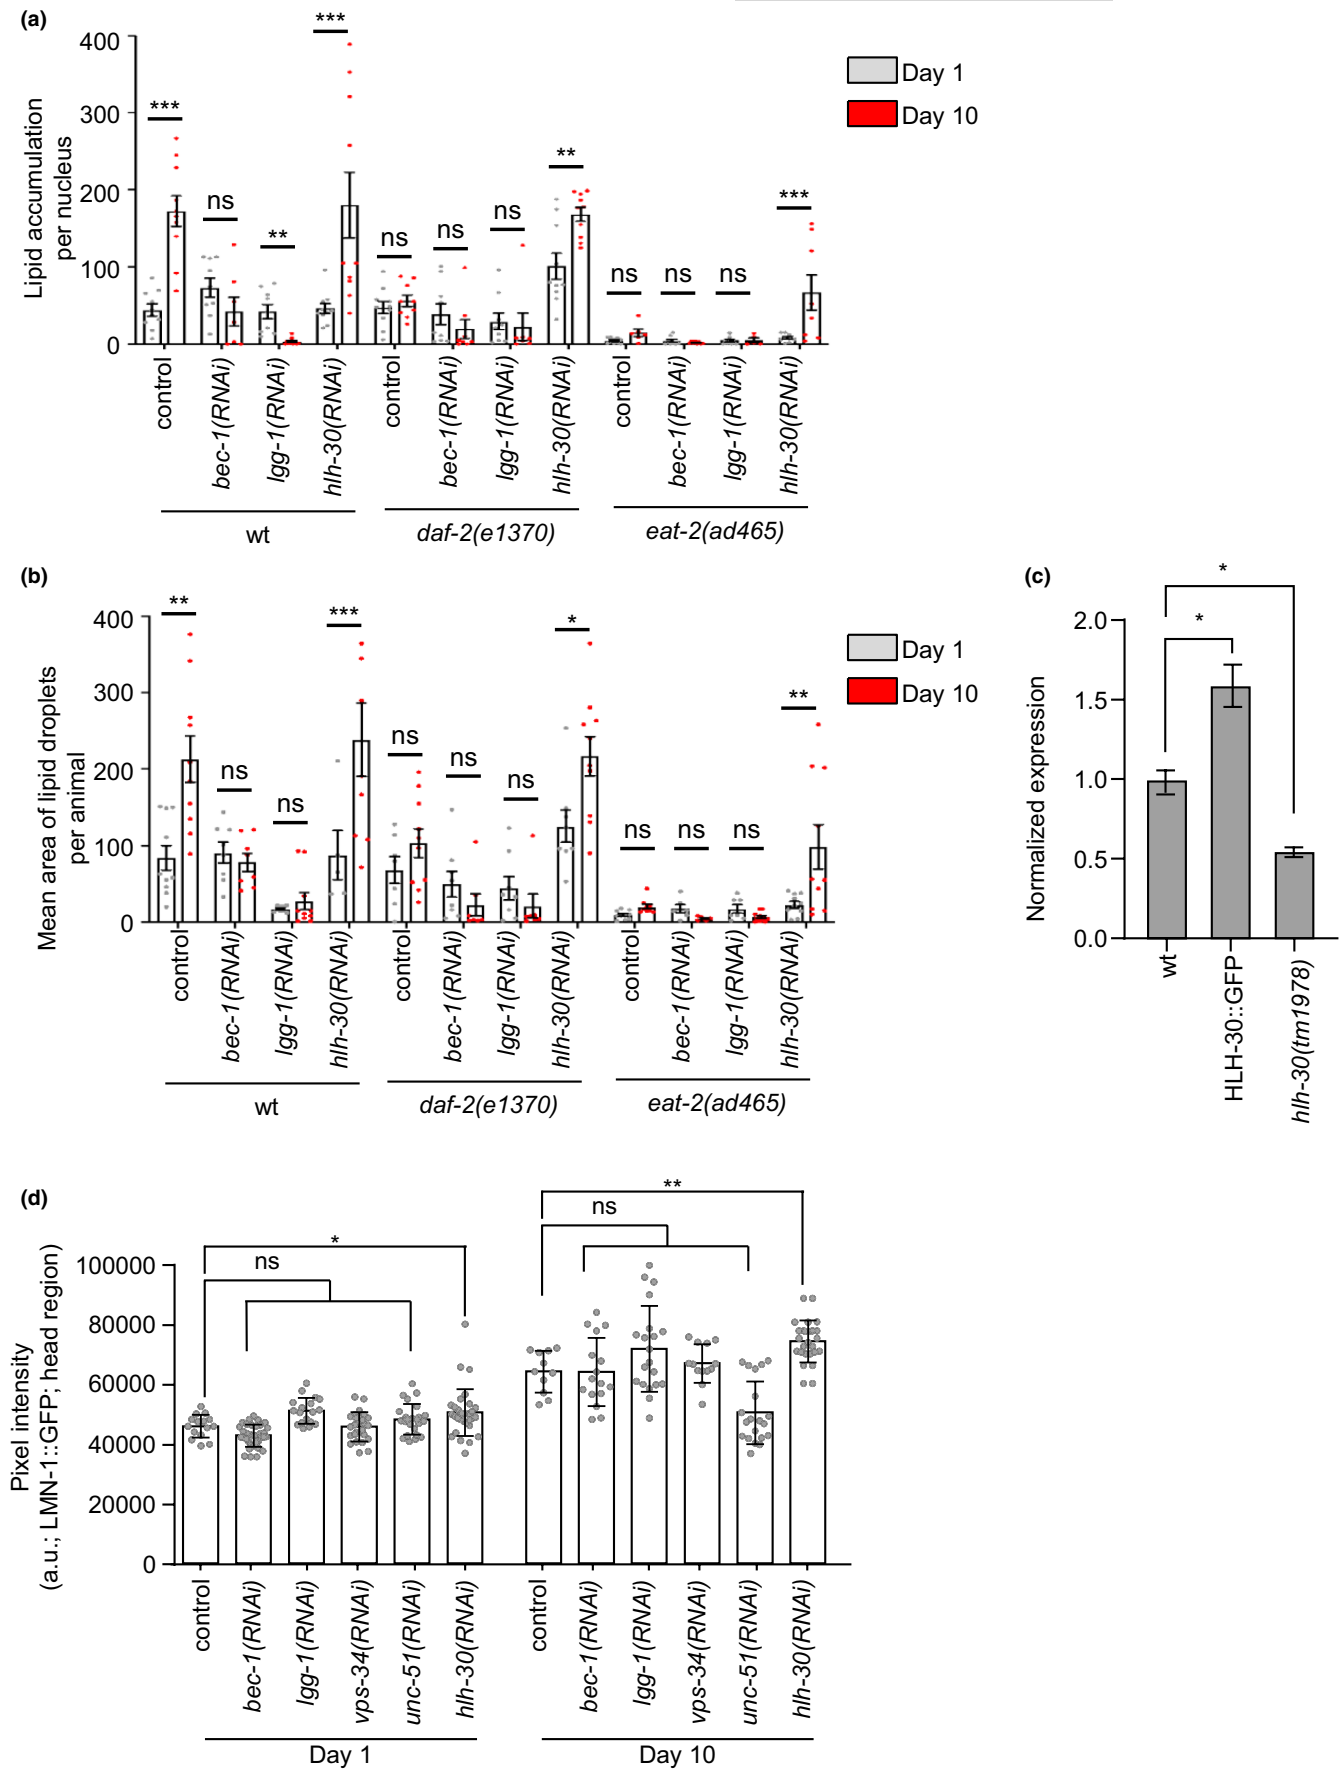 (a)
Lipid accumulation
per nucleus
400
300
200
100
0
***
ns
**
***
ns
ns
ns
**
ns
ns
ns
***
Day 1
Day 10
control
bec-1(RNAi)
lgg-1(RNAi)
hlh-30(RNAi)
control
bec-1(RNAi)
lgg-1(RNAi)
hlh-30(RNAi)
control
bec-1(RNAi)
lgg-1(RNAi)
hlh-30(RNAi)
wt
daf-2(e1370)
eat-2(ad465)
(b)
Mean area of lipid droplets
per animal
400
300
200
100
0
**
ns
ns
***
ns
ns
ns
*
ns
ns
ns
**
Day 1
Day 10
control
bec-1(RNAi)
lgg-1(RNAi)
hlh-30(RNAi)
control
bec-1(RNAi)
lgg-1(RNAi)
hlh-30(RNAi)
control
bec-1(RNAi)
lgg-1(RNAi)
hlh-30(RNAi)
wt
daf-2(e1370)
eat-2(ad465)
(c)
Normalized expression
2.0
1.5
1.0
0.5
0.0
*
*
wt
HLH-30::GFP
hlh-30(tm1978)
(d)
Pixel intensity
(a.u.; LMN-1::GFP; head region)
100000
80000
60000
40000
20000
0
*
ns
**
ns
control
bec-1(RNAi)
lgg-1(RNAi)
vps-34(RNAi)
unc-51(RNAi)
hlh-30(RNAi)
control
bec-1(RNAi)
lgg-1(RNAi)
vps-34(RNAi)
unc-51(RNAi)
hlh-30(RNAi)
Day 1
Day 10